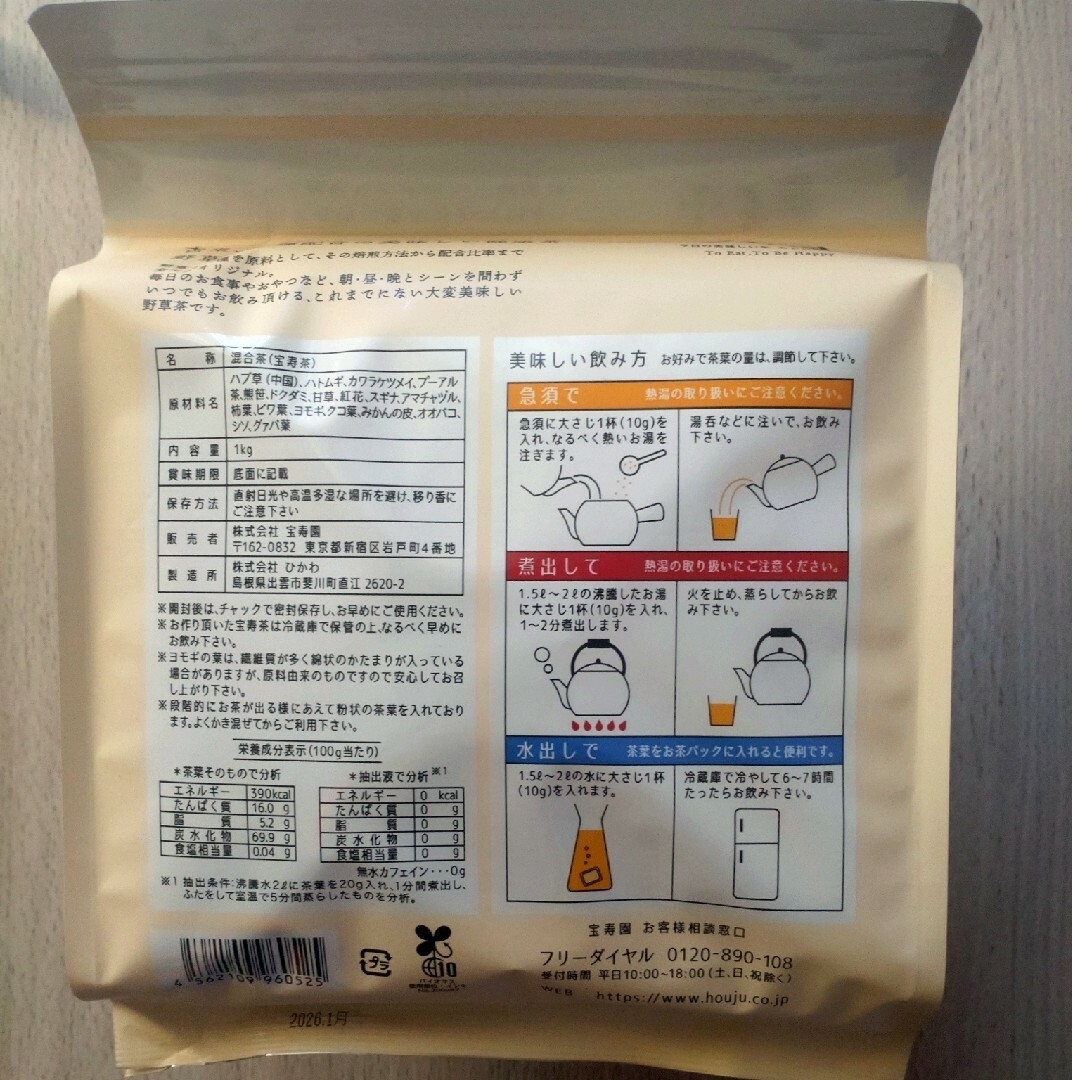 を原料として、その焙煎方法から配合比率まで
オリジナル。
毎日のお食事やおやつなど、朝・昼・晩とシーンを問わず
いつでもお飲み頂ける、これまでにない大変美味しい
野草茶です。
To Eat, To Be Happy
名 称 混合茶(宝寿茶)
原材料名 ハブ草(中国)、ハトムギ、カワラケツメイ、プーアル
茶、熊笹、ドクダミ、甘草、紅花、スギナ、アマチャヅル、
柿葉、ビワ葉、ヨモギ、クコ葉、みかんの皮、オオバコ、
シソ、グァバ葉
内容量 1kg
賞味期限 底面に記載
保存方法 直射日光や高温多湿な場所を避け、移り香に
ご注意下さい
販売者 株式会社 宝寿園
〒162-0832 東京都新宿区岩戸町4番地
製造所 株式会社 ひかわ
島根県出雲市斐川町直江 2620-2
※開封後は、チャックで密封保存し、お早めにご使用ください。
※お作り頂いた宝寿茶は冷蔵庫で保管の上、なるべく早めに
お飲み下さい。
※ヨモギの葉は、繊維質が多く綿状のかたまりが入っている
場合がありますが、原料由来のものですので安心してお召
し上がり下さい。
※段階的にお茶が出る様にあえて粉状の茶葉を入れており
ます。よくかき混ぜてからご利用下さい。
栄養成分表示(100g当たり)
*茶葉そのもので分析
エネルギー 390kcal
たんぱく質 16.0 g
脂質 5.2 g
炭水化物 69.9 g
食塩相当量 0.04 g
*抽出液で分析※1
エネルギー 0 kcal
たんぱく質 0 g
脂質 0 g
炭水化物 0 g
食塩相当量 0 g
無水カフェイン・・・0g
※1 抽出条件:沸騰水2ℓに茶葉を20g入れ、1分間煮出し、
ふたをして室温で5分間蒸らしたものを分析。
美味しい飲み方 お好みで茶葉の量は、調節して下さい。
急須で 熱湯の取り扱いにご注意ください。
急須に大さじ1杯(10g)を
入れ、なるべく熱いお湯を
注ぎます。
湯呑などに注いで、お飲み
下さい。
煮出して 熱湯の取り扱いにご注意ください。
1.5ℓ～2ℓの沸騰したお湯
に大さじ1杯(10g)を入れ、
1～2分煮出します。
火を止め、蒸らしてからお飲
み下さい。
水出しで 茶葉をお茶パックに入れると便利です。
1.5ℓ～2ℓの水に大さじ1杯
(10g)を入れます。
冷蔵庫で冷やして6～7時間
たったらお飲み下さい。
4 562109 960525
プラ
10
宝寿園 お客様相談窓口
フリーダイヤル 0120-890-108
受付時間 平日10:00~18:00(土、日、祝除く)
WEB https://www.houju.co.jp
2026.1月